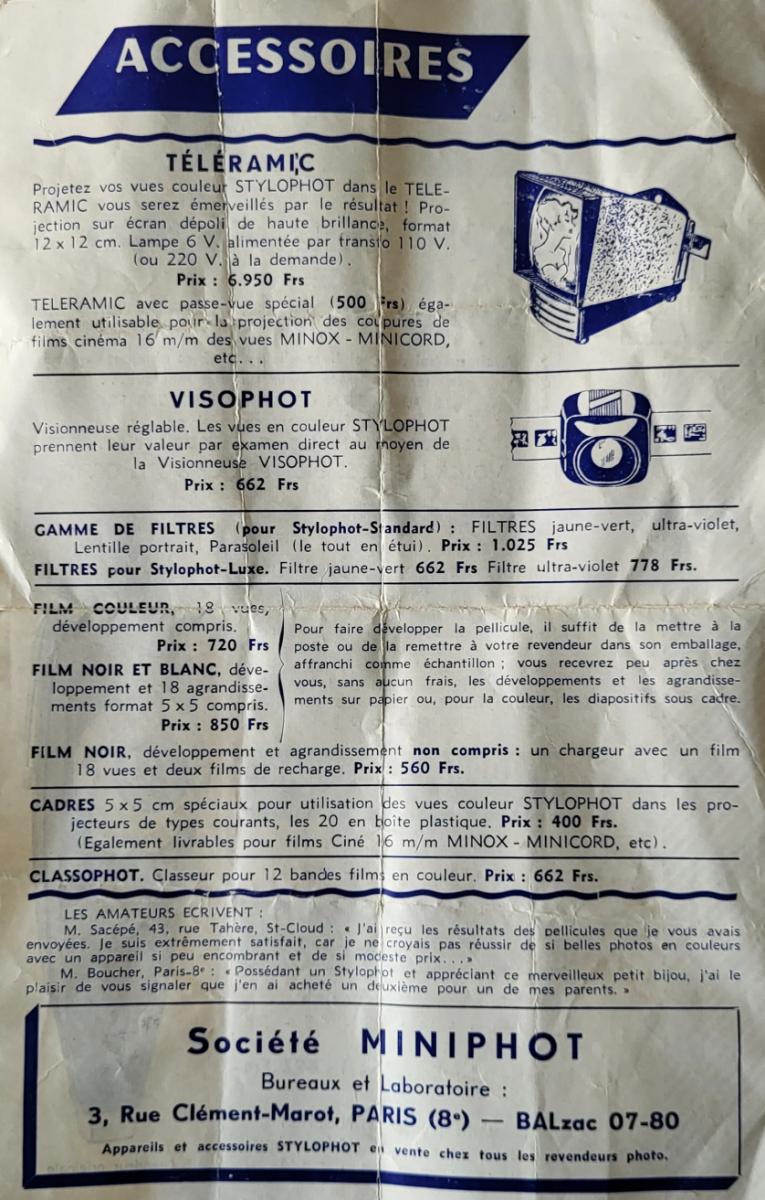 ACCESSOIRES
TÉLÉRAMIC
Projetez vos vues couleur STYLOPHOT dans le TELE-
RAMIC vous serez émerveillés par le résultat ! Pro-
jection sur écran dépoli de haute brillance, format
12 x 12 cm. Lampe 6 V. alimentée par transfo 110 V.
(ou 220 V. à la demande).
Prix : 6.950 Frs
TELERAMIC avec passe-vue spécial (500 Frs) éga-
lement utilisable pour la projection des coupures de
films cinéma 16 m/m des vues MINOX - MINICORD,
etc...
VISOPHOT
Visionneuse réglable. Les vues en couleur STYLOPHOT
prennent leur valeur par examen direct au moyen de
la Visionneuse VISOPHOT.
Prix : 662 Frs
GAMME DE FILTRES (pour Stylophot-Standard) : FILTRES jaune-vert, ultra-violet,
Lentille portrait, Parasoleil (le tout en étui). Prix : 1.025 Frs
FILTRES pour Stylophot-Luxe. Filtre jaune-vert 662 Frs Filtre ultra-violet 778 Frs.
FILM COULEUR, 18 vues,
développement compris.
Prix : 720 Frs
FILM NOIR ET BLANC, déve-
loppement et 18 agrandisse-
ments format 5 x 5 compris.
Prix : 850 Frs
Pour faire développer la pellicule, il suffit de la mettre à la
poste ou de la remettre à votre revendeur dans son emballage,
affranchi comme échantillon ; vous recevrez peu après chez
vous, sans aucun frais, les développements et les agrandisse-
ments sur papier ou, pour la couleur, les diapositifs sous cadre.
FILM NOIR, développement et agrandissement non compris : un chargeur avec un film
18 vues et deux films de recharge. Prix : 560 Frs.
CADRES 5 x 5 cm spéciaux pour utilisation des vues couleur STYLOPHOT dans les pro-
jecteurs de types courants, les 20 en boîte plastique. Prix : 400 Frs.
(Egalement livrables pour films Ciné 16 m/m MINOX - MINICORD, etc).
CLASSOPHOT. Classeur pour 12 bandes films en couleur. Prix : 662 Frs.
LES AMATEURS ECRIVENT :
M. Sacépé, 43, rue Tahère, St-Cloud : « J'ai reçu les résultats des pellicules que je vous avais
envoyées. Je suis extrêmement satisfait, car je ne croyais pas réussir de si belles photos en couleurs
avec un appareil si peu encombrant et de si modeste prix...»
M. Boucher, Paris-8e : « Possédant un Stylophot et appréciant ce merveilleux petit bijou, j'ai le
plaisir de vous signaler que j'en ai acheté un deuxième pour un de mes parents. »
Société MINIPHOT
Bureaux et Laboratoire :
3, Rue Clément-Marot, PARIS (8e) — BALzac 07-80
Appareils et accessoires STYLOPHOT en vente chez tous les revendeurs photo.